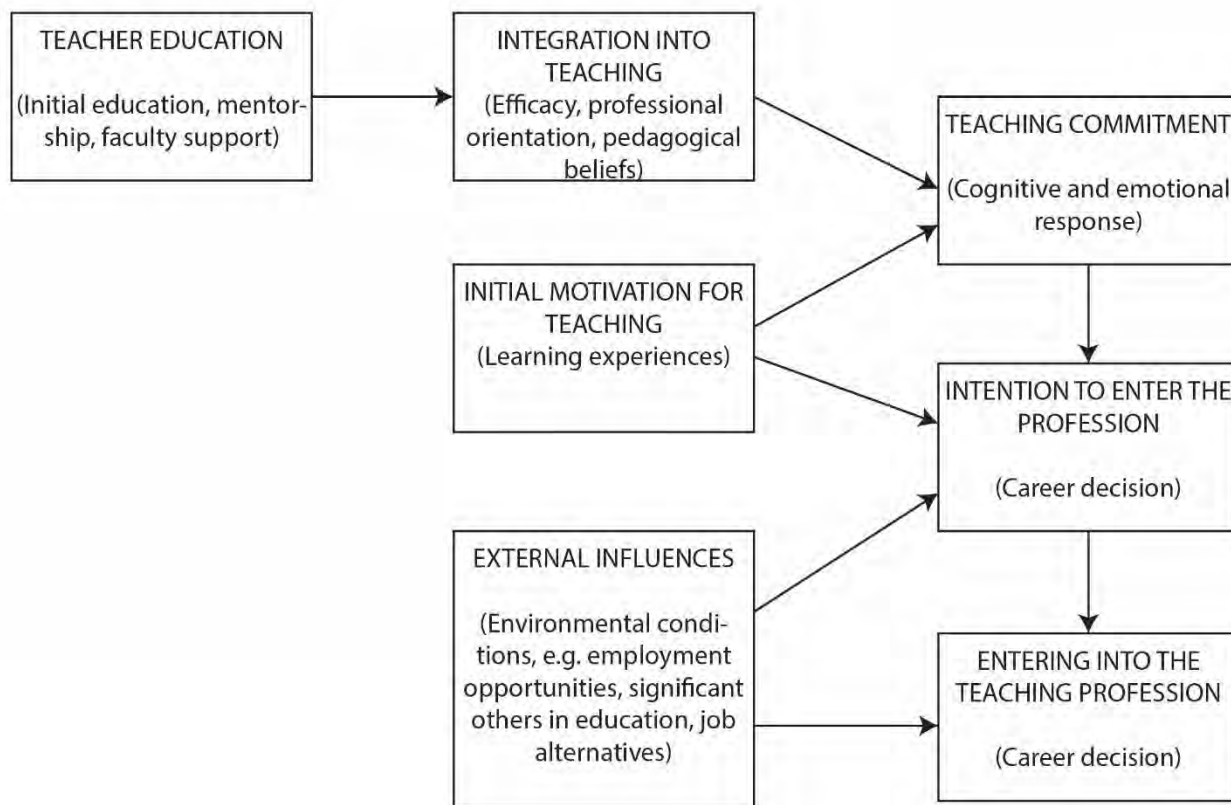 TEACHER EDUCATION
(Initial education, mentor-
ship, faculty support)
INTEGRATION INTO
TEACHING
(Efficacy, professional
orientation, pedagogical
beliefs)
TEACHING COMMITMENT
(Cognitive and emotional
response)
INITIAL MOTIVATION FOR
TEACHING
(Learning experiences)
INTENTION TO ENTER THE
PROFESSION
(Career decision)
EXTERNAL INFLUENCES
(Environmental condi-
tions, e.g. employment
opportunities, significant
others in education, job
alternatives)
ENTERING INTO THE
TEACHING PROFESSION
(Career decision)